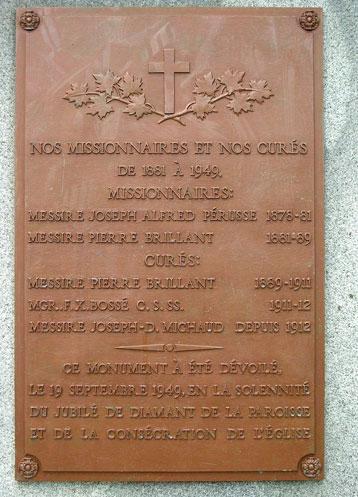 NOS MISSIONNAIRES ET NOS CURÉS
DE 1881 À 1949,
MISSIONNAIRES:
MESSIRE JOSEPH ALFRED PÉRUSSE 1878-81
MESSIRE PIERRE BRILLANT 1881-89
CURÉS:
MESSIRE PIERRE BRILLANT 1889-1911
MGR. F.X. BOSSÉ C. S. SS. 1911-12
MESSIRE JOSEPH-D. MICHAUD DEPUIS 1912
CE MONUMENT À ÉTÉ DÉVOILÉ,
LE 19 SEPTEMBRE 1949, EN LA SOLENNITÉ
DU JUBILÉ DE DIAMANT DE LA PAROISSE
ET DE LA CONSÉCRATION DE L'ÉGLISE